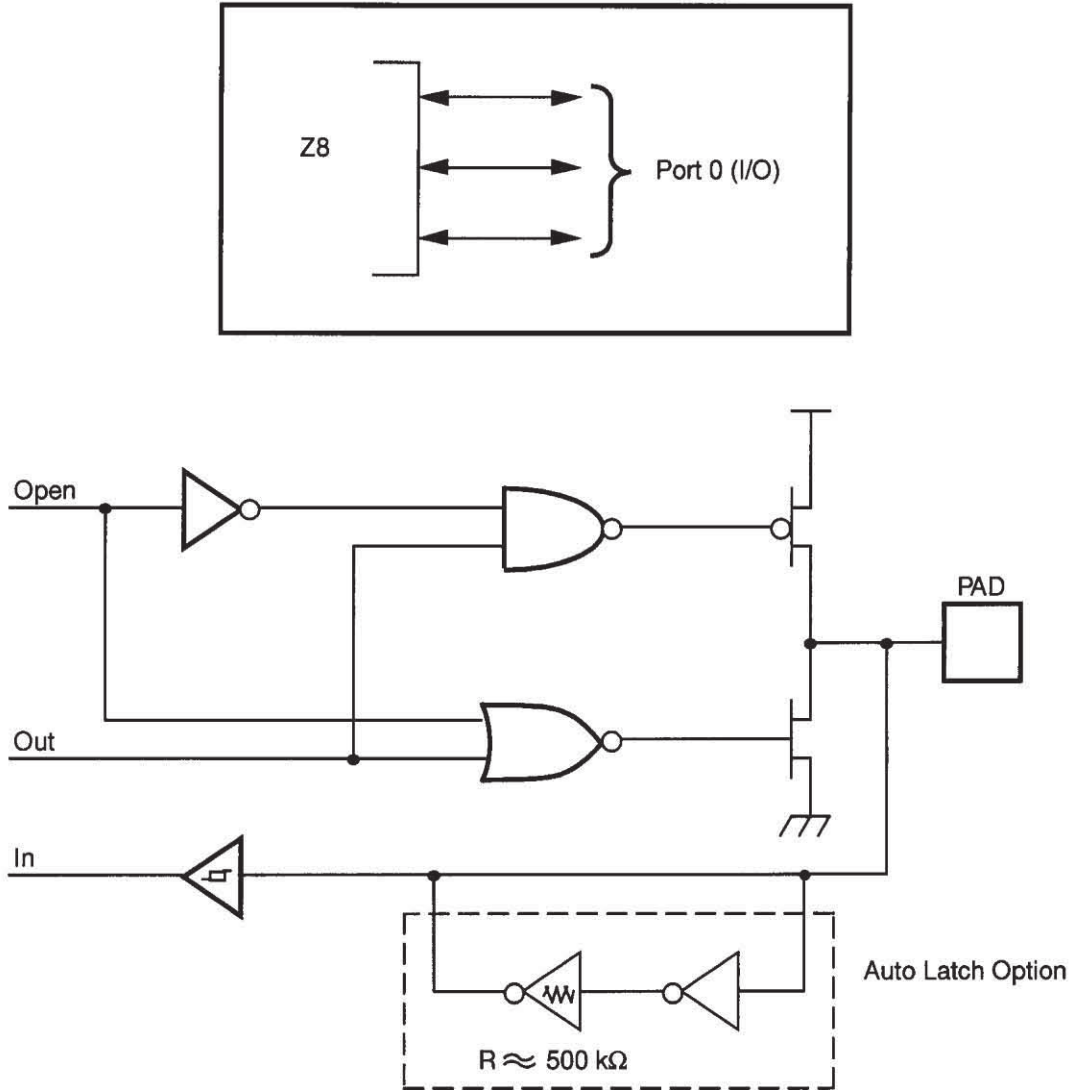 Z8
Port 0 (I/O)
Open
PAD
Out
In
Auto Latch Option
R ≈ 500 kΩ